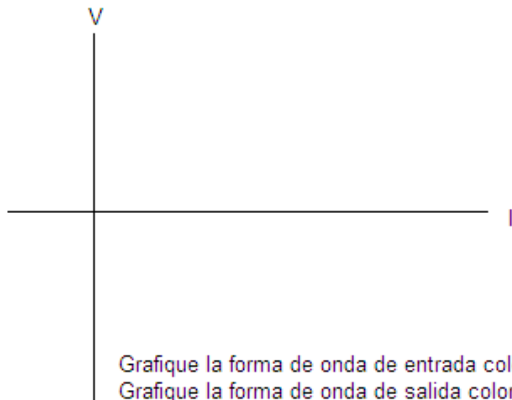 V
Grafique la forma de onda de entrada col
Grafique la forma de onda de salida color